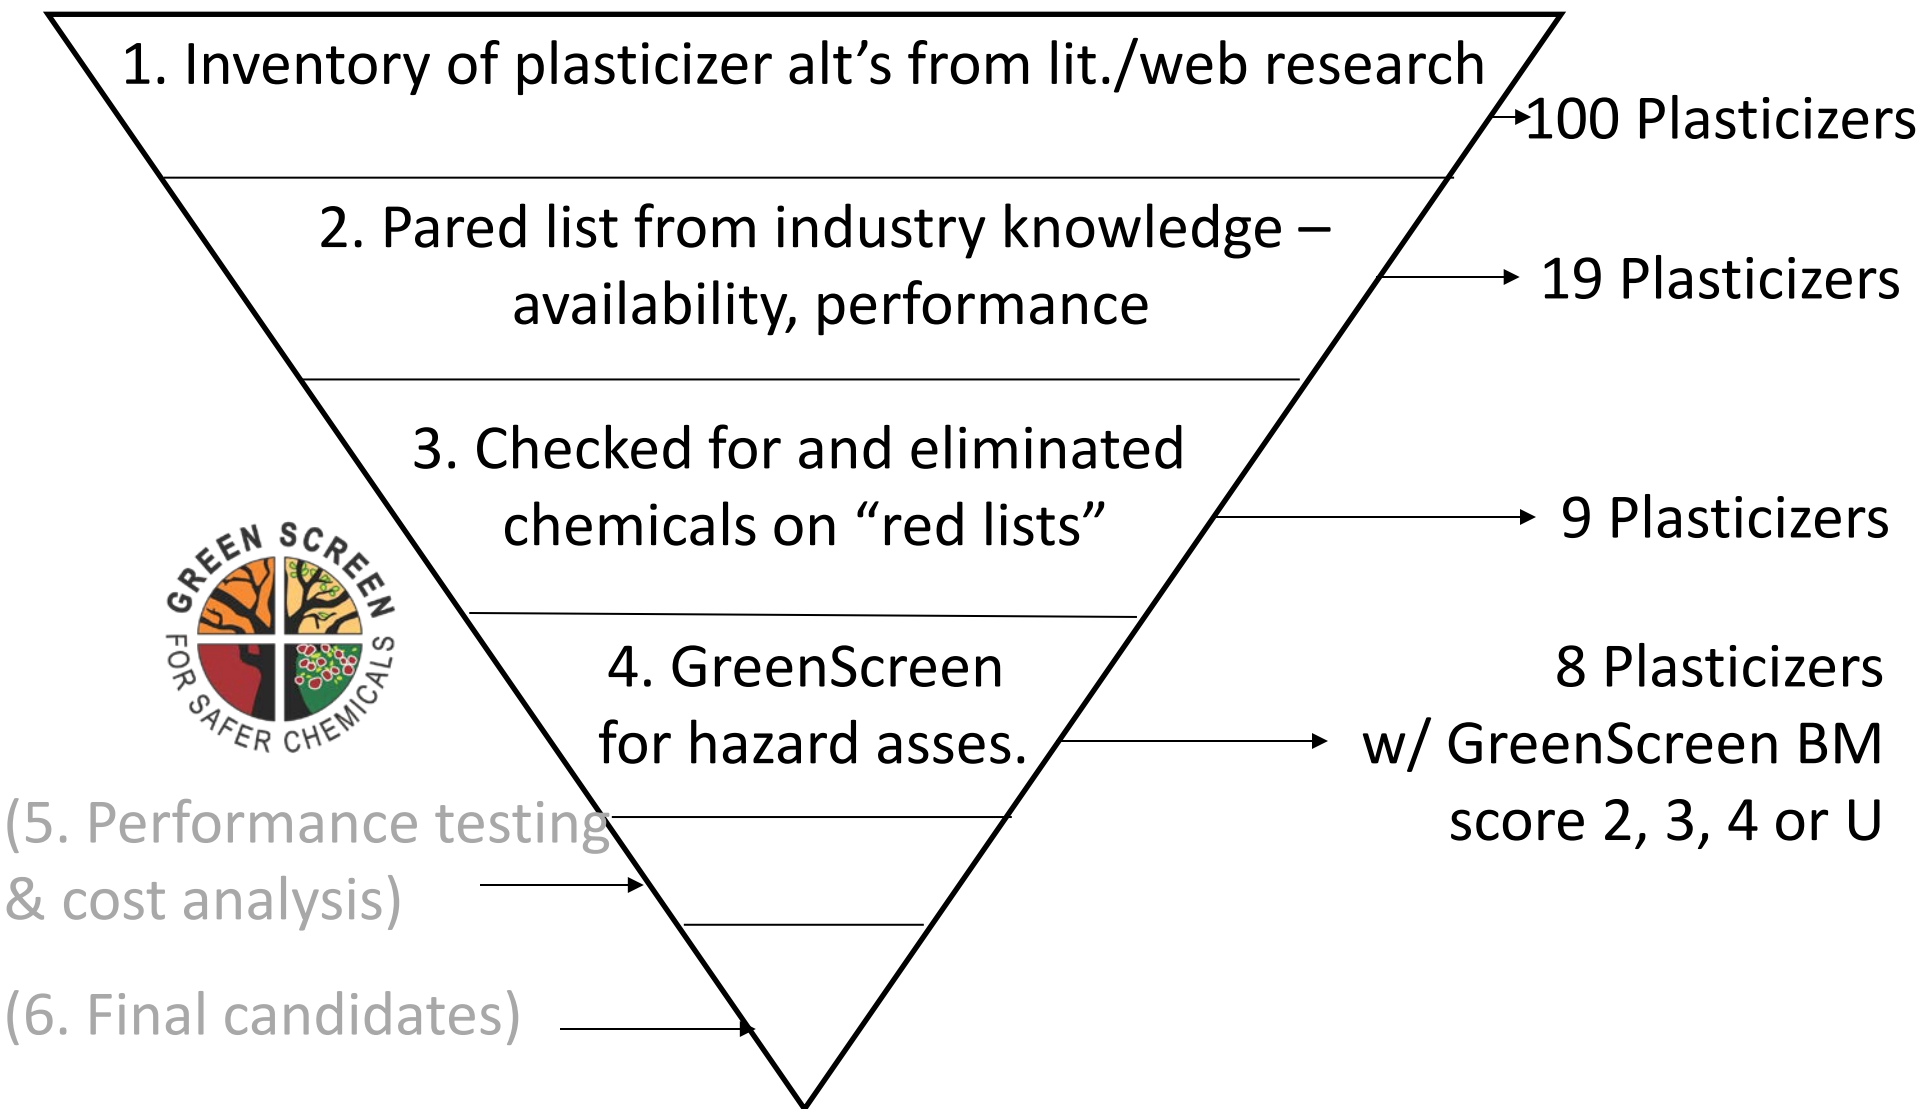 1. Inventory of plasticizer alt’s from lit./web research
100 Plasticizers
2. Pared list from industry knowledge –
availability, performance
19 Plasticizers
3. Checked for and eliminated
chemicals on “red lists”
9 Plasticizers
GREEN SCREEN
FOR SAFER CHEMICALS
4. GreenScreen
for hazard asses.
8 Plasticizers
w/ GreenScreen BM
score 2, 3, 4 or U
(5. Performance testing
& cost analysis)
(6. Final candidates)